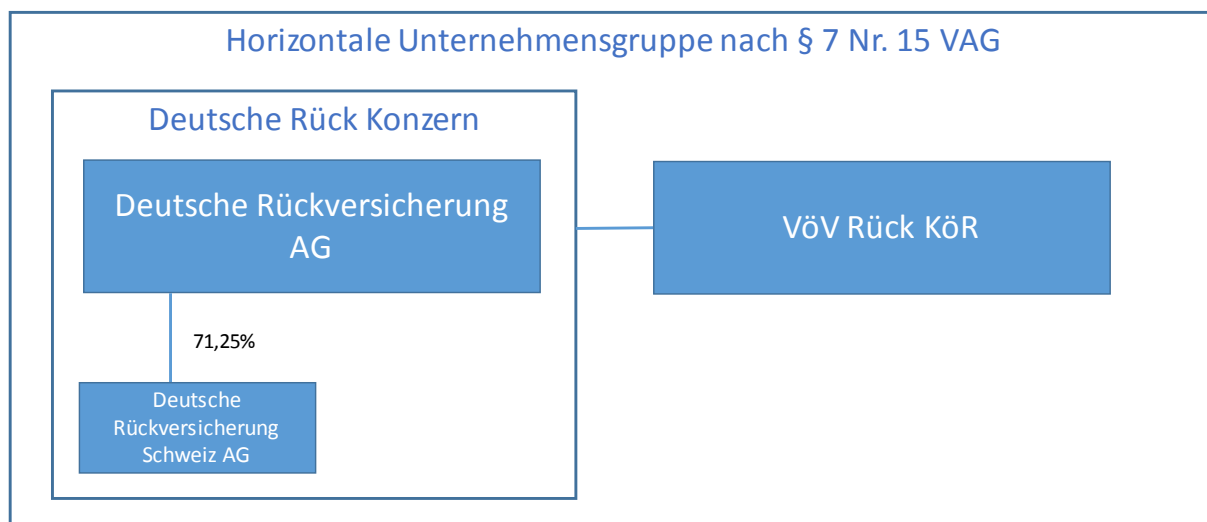 Horizontale Unternehmensgruppe nach § 7 Nr. 15 VAG
Deutsche Rück Konzern
Deutsche Rückversicherung
AG
VöV Rück KöR
71,25%
Deutsche
Rückversicherung
Schweiz AG